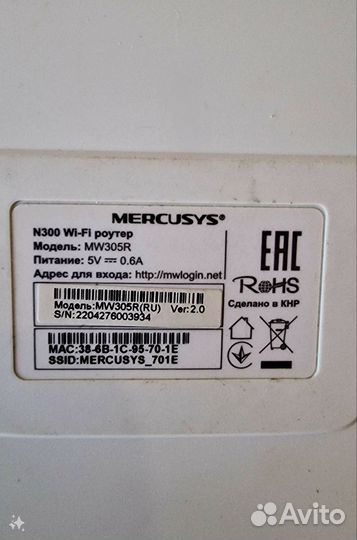 MERCUSYS®
N300 Wi-Fi роутер
Модель: MW305R
Питание: 5V ⎓ 0.6A
Адрес для входа: http://mwlogin.net
EAC
RoHS
Сделано в КНР
Модель:MW305R(RU) Ver:2.0
S/N:2204276003934
MAC:38-6B-1C-95-70-1E
SSID:MERCUSYS_701E
Avito